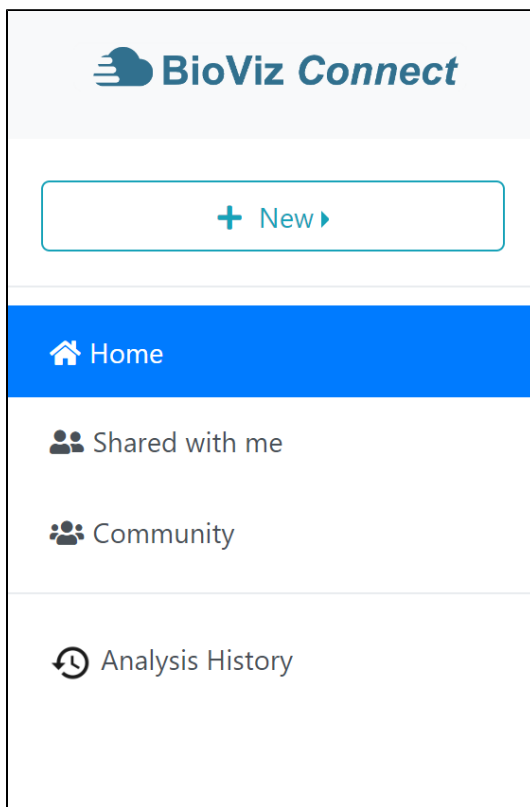 BioViz Connect
New
Home
Shared with me
Community
Analysis History